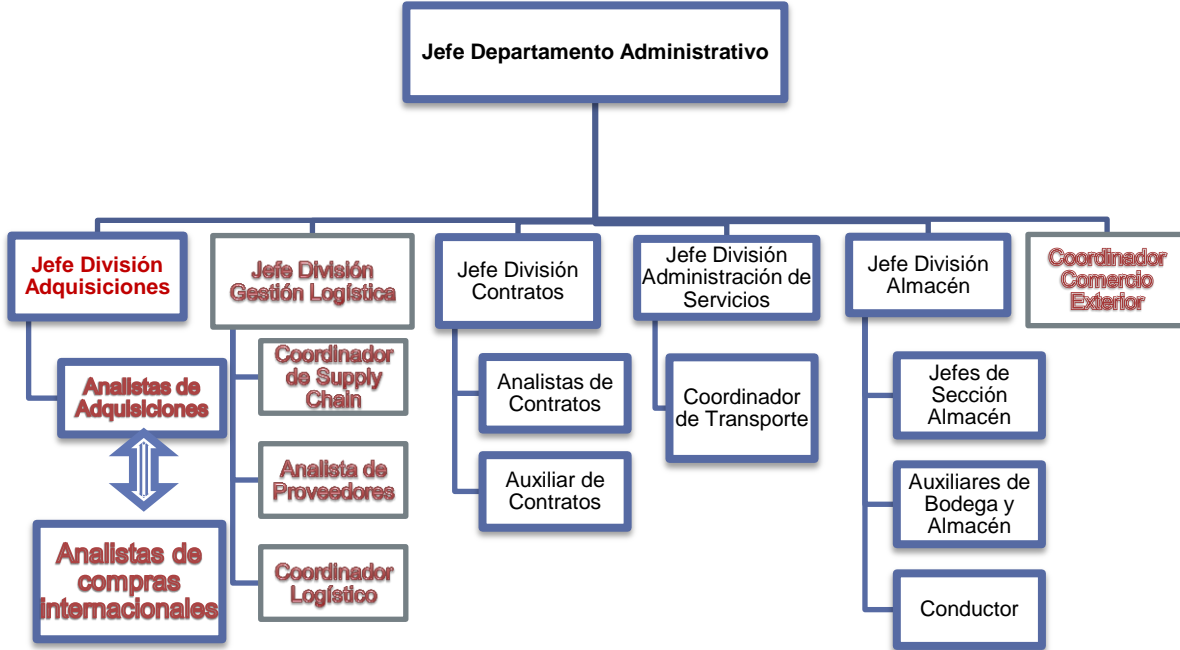 Jefe Departamento Administrativo
Jefe División
Adquisiciones
Jefe División
Gestión Logística
Jefe División
Contratos
Jefe División
Administración de
Servicios
Jefe División
Almacén
Coordinador
Comercio
Exterior
Analistas de
Adquisiciones
Analistas de
compras
internacionales
Coordinador
de Supply
Chain
Analista de
Proveedores
Coordinador
Logístico
Analistas de
Contratos
Auxiliar de
Contratos
Coordinador
de Transporte
Jefes de
Sección
Almacén
Auxiliares de
Bodega y
Almacén
Conductor